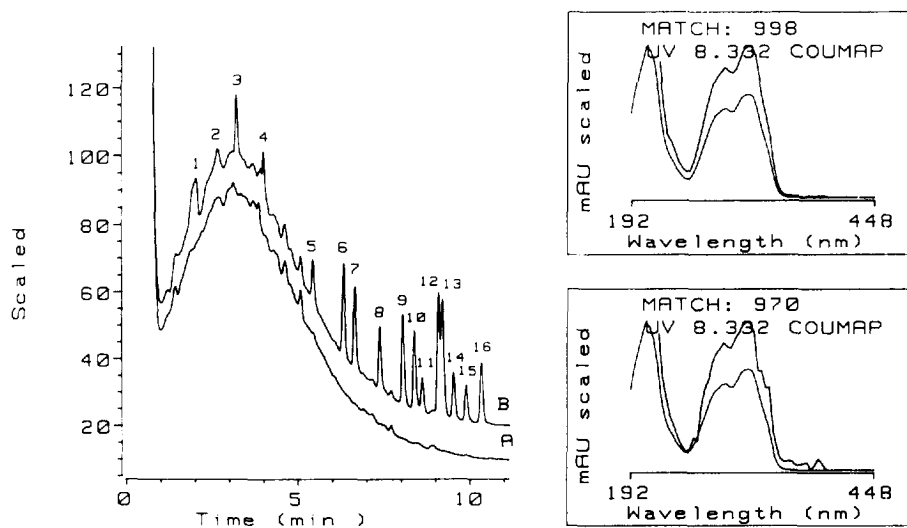 120
100
80
60
40
20
Scaled
1
2
3
4
5
6
7
8
9
10
11
12
13
14
15
16
B
A
0
5
10
Time (min )
MATCH: 998
UV 8.332 COUMAP
mAU scaled
192
448
Wavelength (nm)
MATCH: 970
UV 8.332 COUMAP
mAU scaled
192
448
Wavelength (nm)